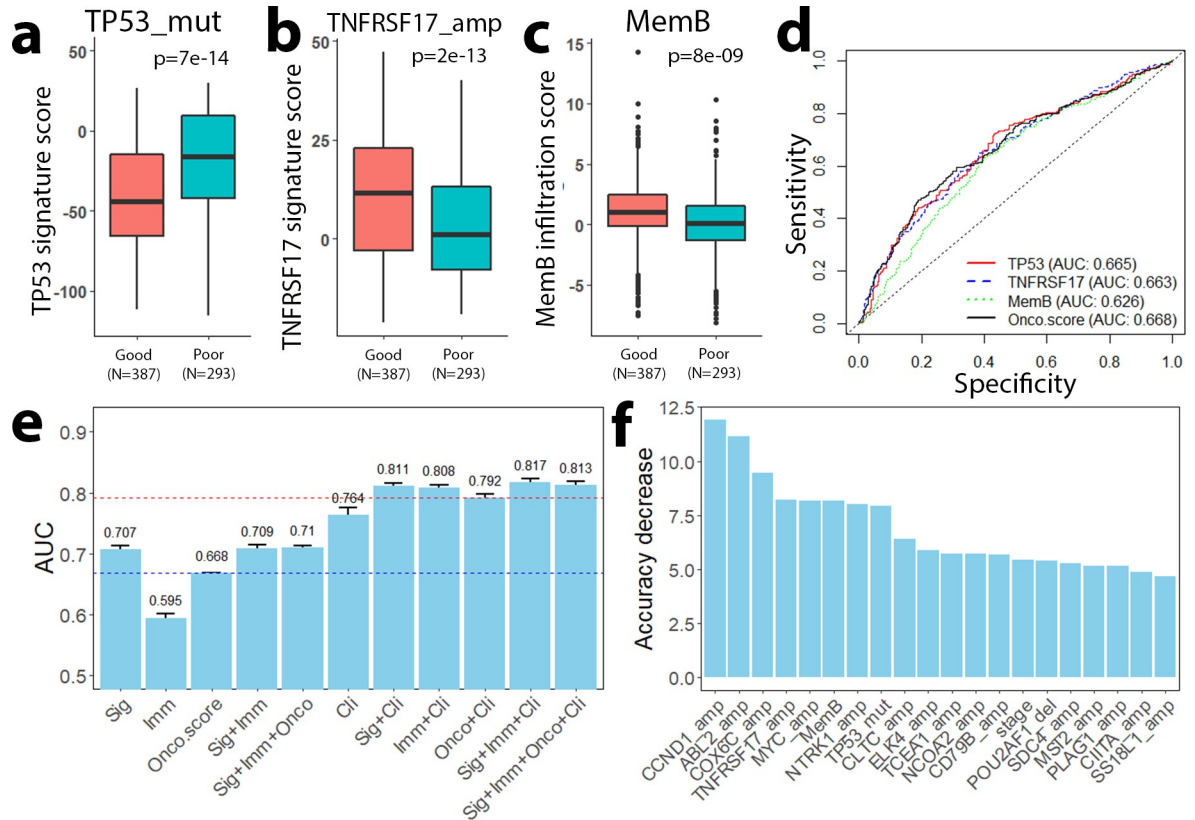 a
TP53_mut
p=7e-14
TP53 signature score
50
0
-50
-100
Good
(N=387)
Poor
(N=293)
b
TNFRSF17_amp
p=2e-13
TNFRSF17 signature score
50
25
0
Good
(N=387)
Poor
(N=293)
c
MemB
p=8e-09
MemB infiltration score
15
10
5
0
-5
Good
(N=387)
Poor
(N=293)
d
Sensitivity
1.0
0.8
0.6
0.4
0.2
0.0
TP53 (AUC: 0.665)
TNFRSF17 (AUC: 0.663)
MemB (AUC: 0.626)
Onco.score (AUC: 0.668)
0.0
0.2
0.4
0.6
0.8
1.0
Specificity
e
AUC
0.9
0.8
0.7
0.6
0.5
0.707
0.595
0.668
0.709
0.71
0.764
0.811
0.808
0.792
0.817
0.813
Sig
Imm
Onco.score
Sig+Imm
Sig+Imm+Onco
Cli
Sig+Cli
Imm+Cli
Onco+Cli
Sig+Imm+Cli
Sig+Imm+Onco+Cli
f
Accuracy decrease
12.5
10.0
7.5
5.0
2.5
0.0
CCND1_amp
ABL2_amp
COX6C_amp
TNFRSF17_amp
MYC_amp
_MemB
NTRK1_amp
TP53_mut
CLTC_amp
ELK4_amp
TCEA1_amp
NCOA2_amp
CD79B_amp
_stage
POU2AF1_del
SDC4_amp
MSI2_amp
PLAG1_amp
CIITA_amp
SS18L1_amp